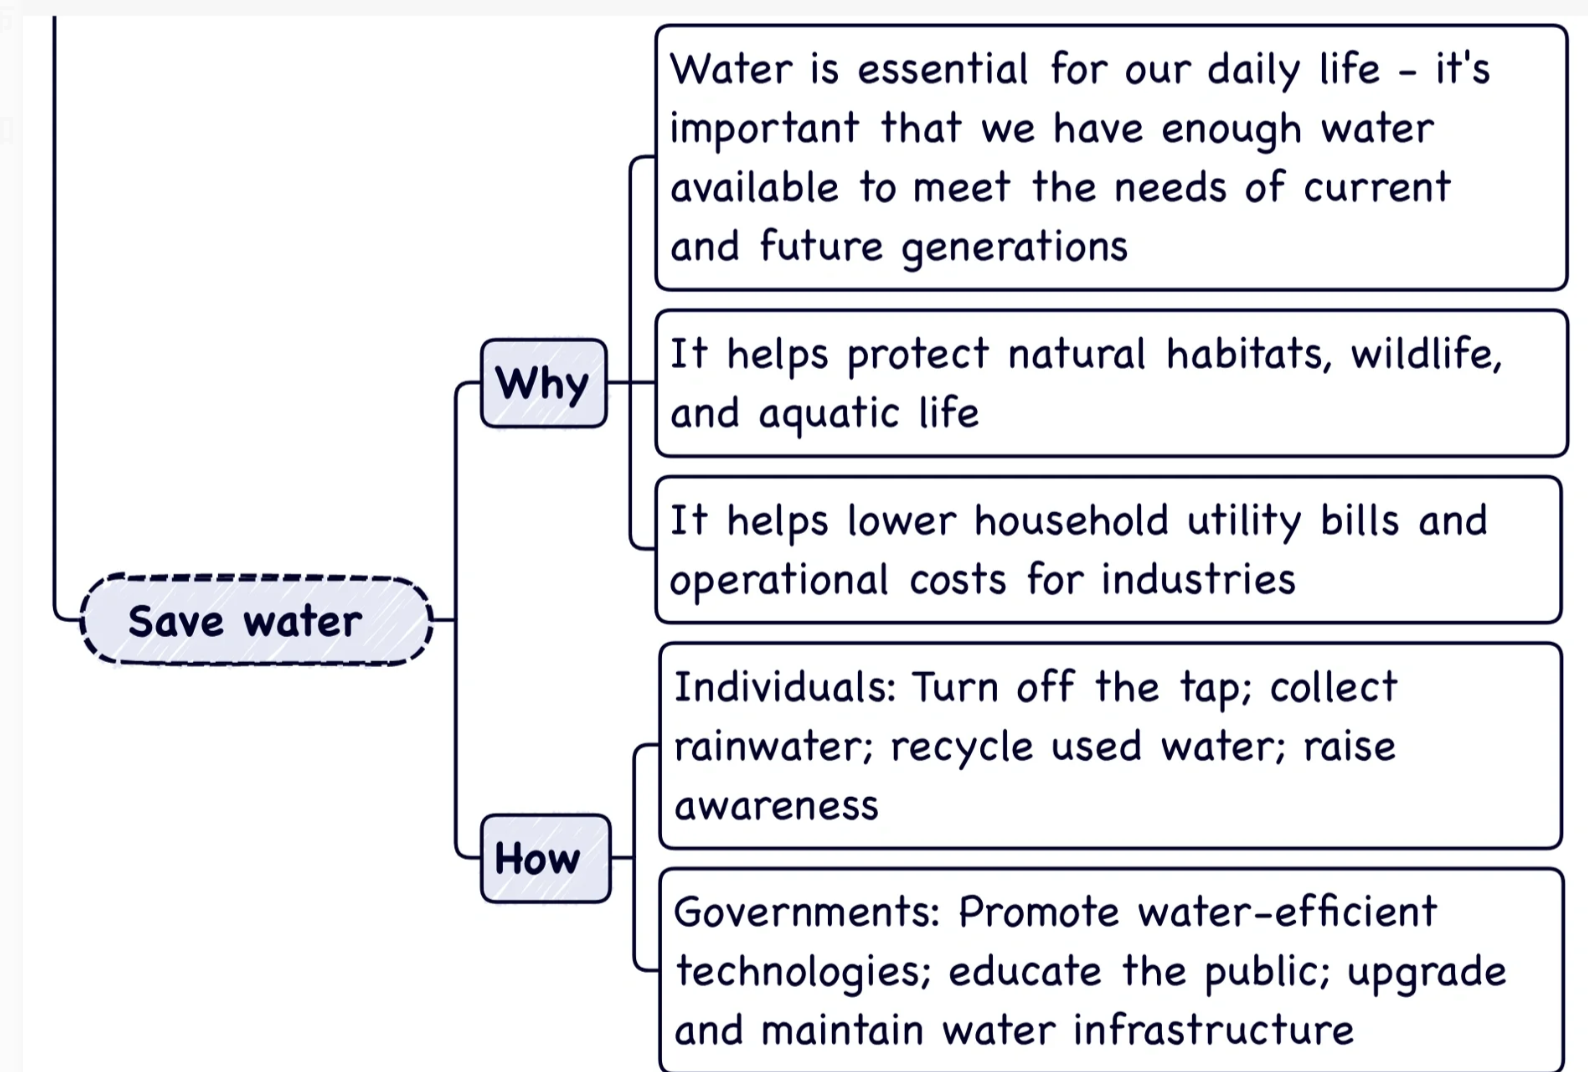 Water is essential for our daily life - it's
important that we have enough water
available to meet the needs of current
and future generations
It helps protect natural habitats, wildlife,
and aquatic life
Why
It helps lower household utility bills and
operational costs for industries
Save water
Individuals: Turn off the tap; collect
rainwater; recycle used water; raise
awareness
How
Governments: Promote water-efficient
technologies; educate the public; upgrade
and maintain water infrastructure